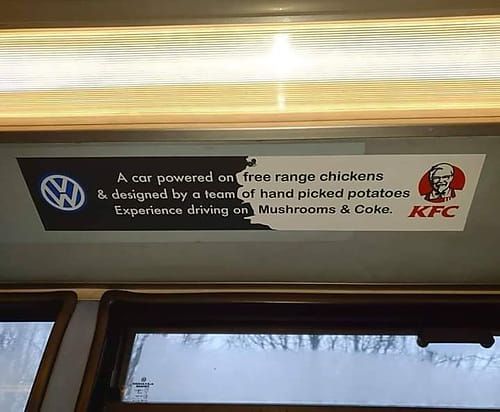 A car powered on free range chickens
& designed by a team of hand picked potatoes
Experience driving on Mushrooms & Coke.
VW
KFC